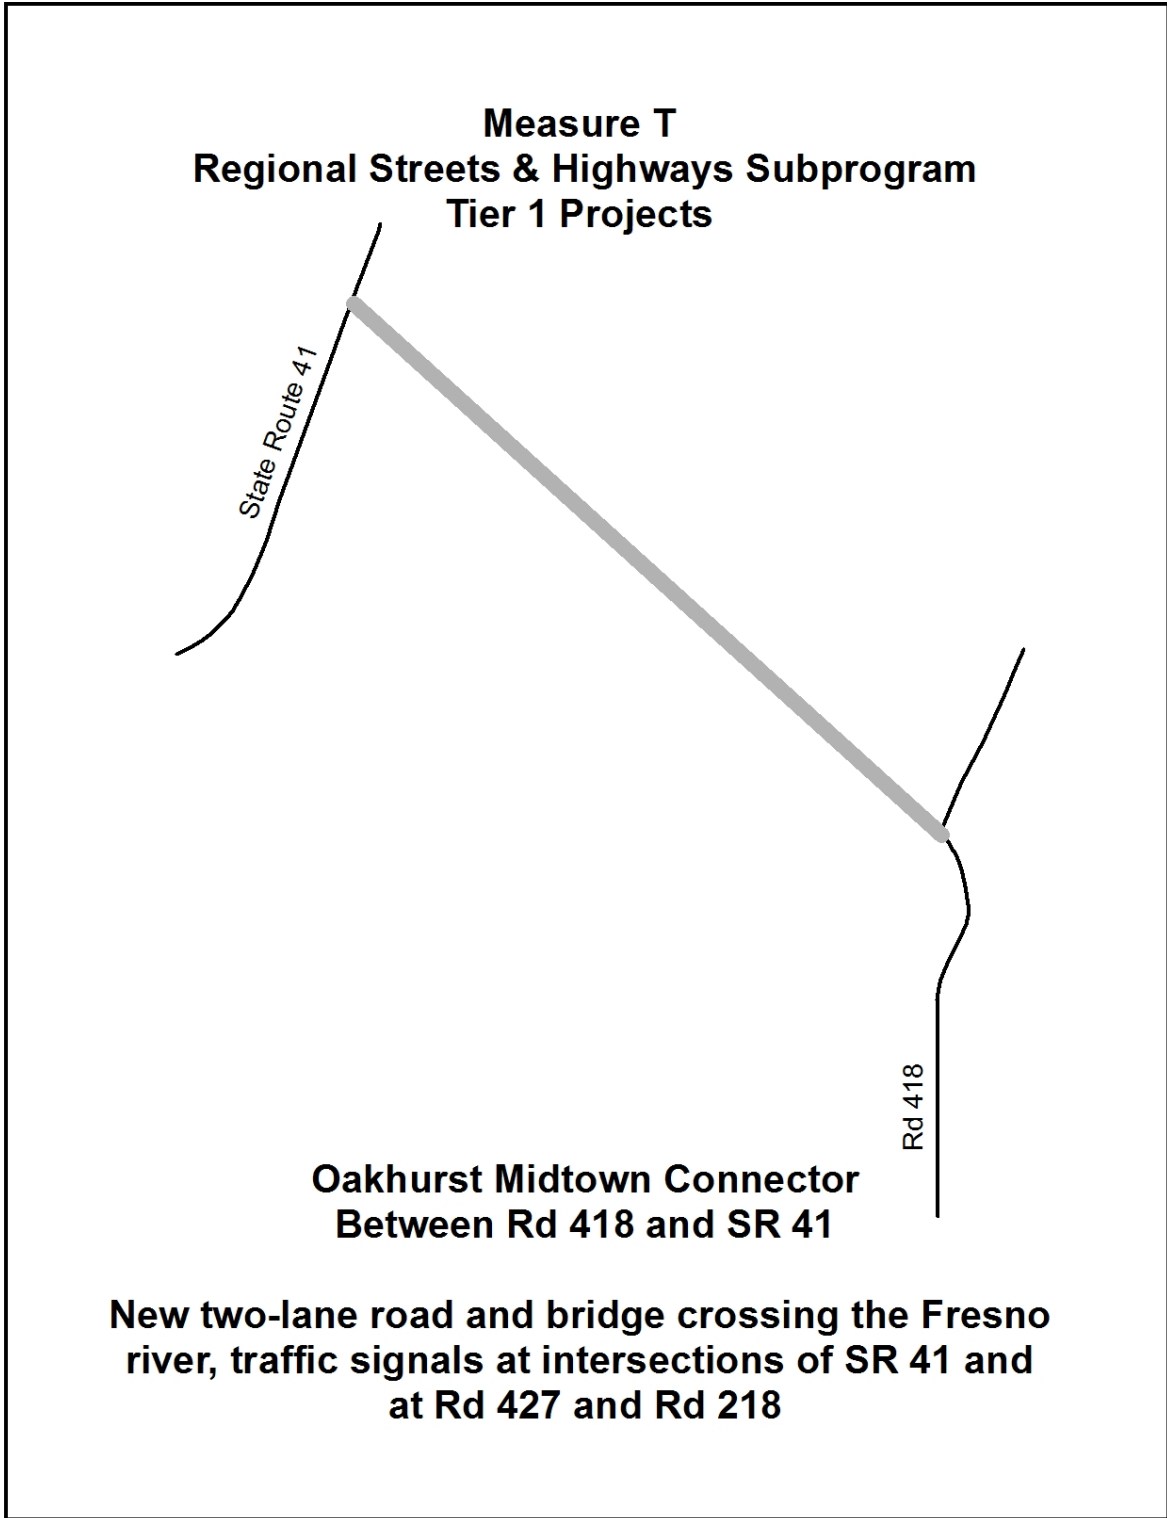 Measure T
Regional Streets & Highways Subprogram
Tier 1 Projects
State Route 41
Rd 418
Oakhurst Midtown Connector
Between Rd 418 and SR 41
New two-lane road and bridge crossing the Fresno
river, traffic signals at intersections of SR 41 and
at Rd 427 and Rd 218